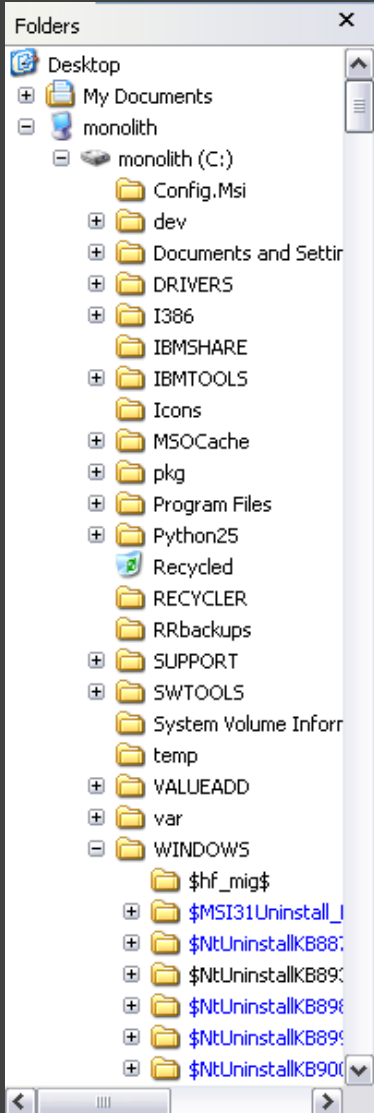 Folders
Desktop
My Documents
monolith
monolith (C:)
Config.Msi
dev
Documents and Settin
DRIVERS
I386
IBMSHARE
IBMTOOLS
Icons
MSOCache
pkg
Program Files
Python25
Recycled
RECYCLER
RRbackups
SUPPORT
SWTOOLS
System Volume Inforr
temp
VALUEADD
var
WINDOWS
$hf_mig$
$MSI31Uninstall_
$NtUninstallKB887
$NtUninstallKB893
$NtUninstallKB898
$NtUninstallKB899
$NtUninstallKB900